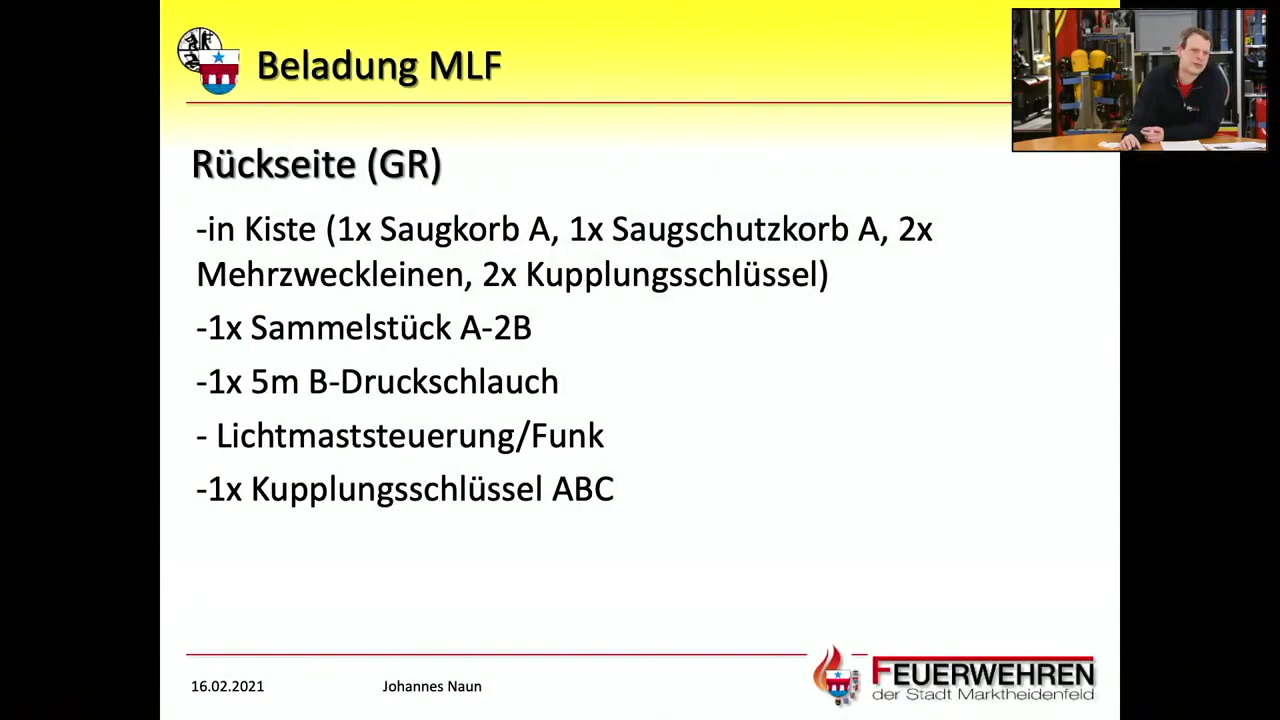 Beladung MLF
Rückseite (GR)
-in Kiste (1x Saugkorb A, 1x Saugschutzkorb A, 2x
Mehrzweckleinen, 2x Kupplungsschlüssel)
-1x Sammelstück A-2B
-1x 5m B-Druckschlauch
- Lichtmaststeuerung/Funk
-1x Kupplungsschlüssel ABC
16.02.2021
Johannes Naun
FEUERWEHREN
der Stadt Marktheidenfeld